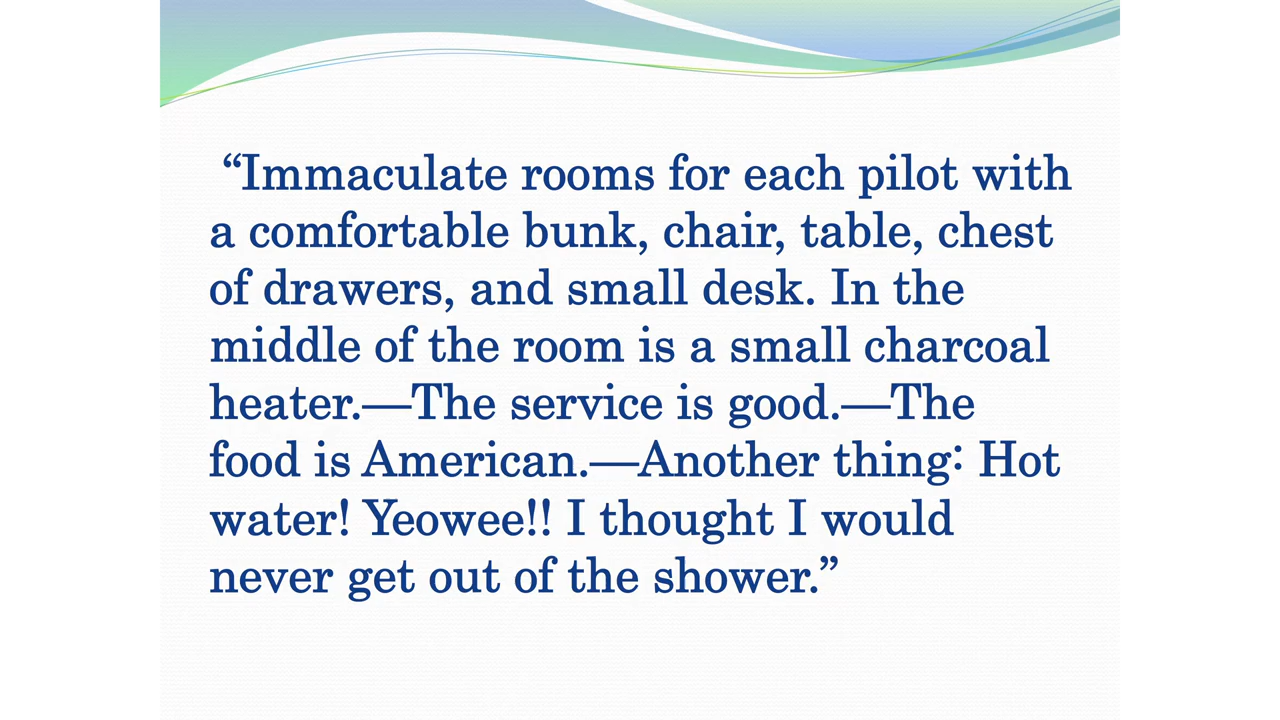 “Immaculate rooms for each pilot with
a comfortable bunk, chair, table, chest
of drawers, and small desk. In the
middle of the room is a small charcoal
heater.—The service is good.—The
food is American.—Another thing: Hot
water! Yeowee!! I thought I would
never get out of the shower.”